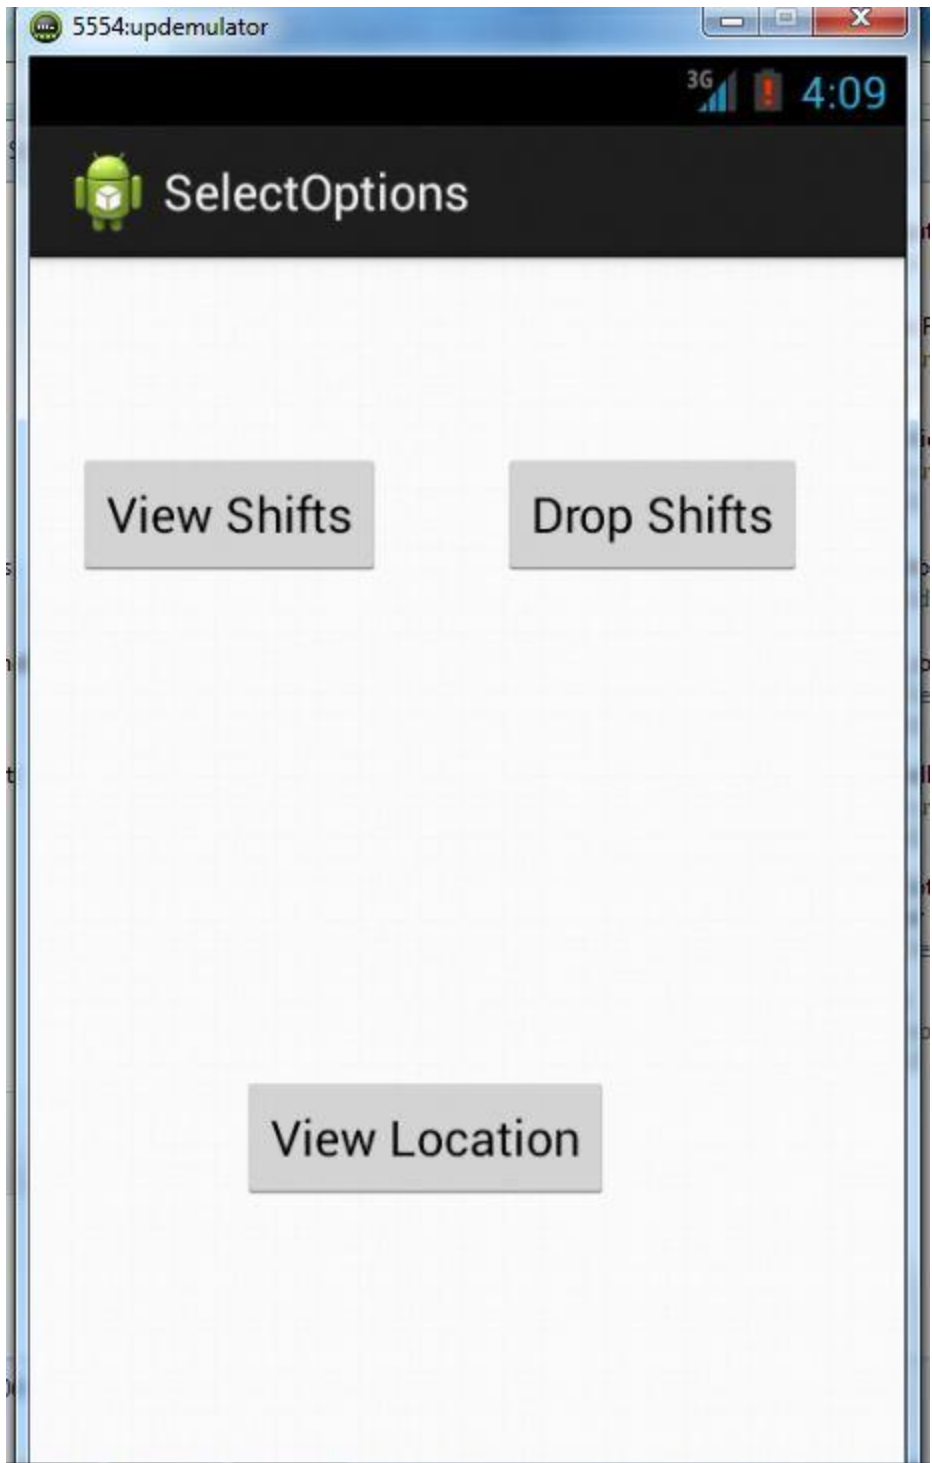 5554:updemulator
3G 4:09
SelectOptions
View Shifts
Drop Shifts
View Location